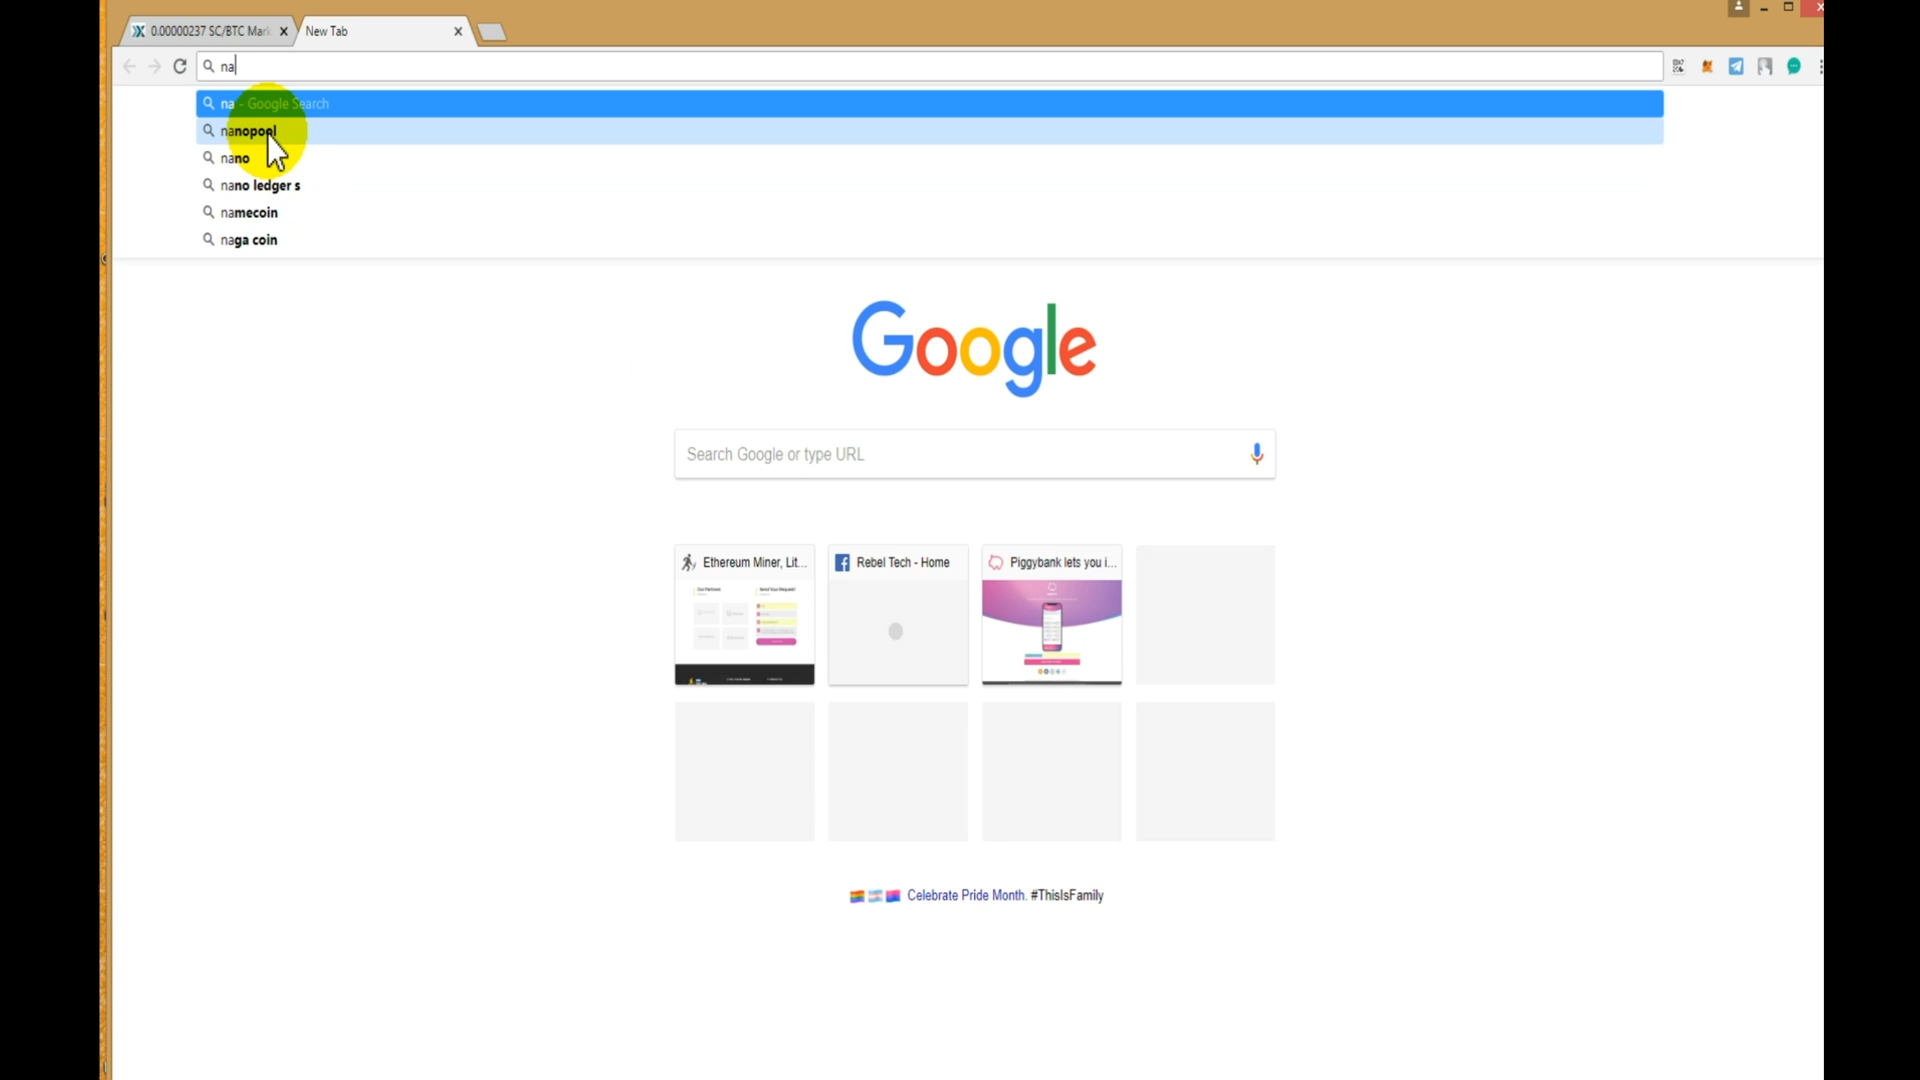 0.00000237 SC/BTC Mark
New Tab
na
na - Google Search
nanopool
nano
nano ledger s
namecoin
naga coin
Google
Search Google or type URL
Ethereum Miner, Lit...
Rebel Tech - Home
Piggybank lets you i...
Celebrate Pride Month. #ThisIsFamily